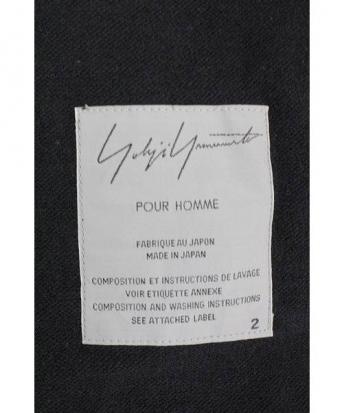 Yohji Yamamoto
POUR HOMME
FABRIQUE AU JAPON
MADE IN JAPAN
COMPOSITION ET INSTRUCTIONS DE LAVAGE
VOIR ETIQUETTE ANNEXE
COMPOSITION AND WASHING INSTRUCTIONS
SEE ATTACHED LABEL
2